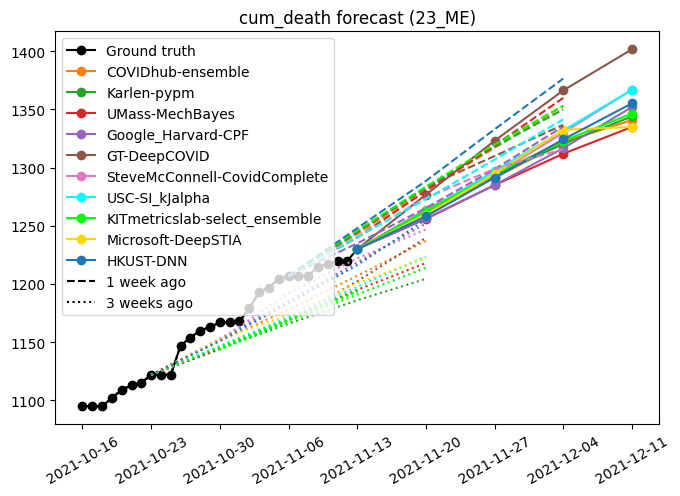 cum_death forecast (23_ME)
1400
1350
1300
1250
1200
1150
1100
Ground truth
COVIDhub-ensemble
Karlen-pypm
UMass-MechBayes
Google_Harvard-CPF
GT-DeepCOVID
SteveMcConnell-CovidComplete
USC-SI_kJalpha
KITmetricslab-select_ensemble
Microsoft-DeepSTIA
HKUST-DNN
1 week ago
3 weeks ago
2021-10-16
2021-10-23
2021-10-30
2021-11-06
2021-11-13
2021-11-20
2021-11-27
2021-12-04
2021-12-11